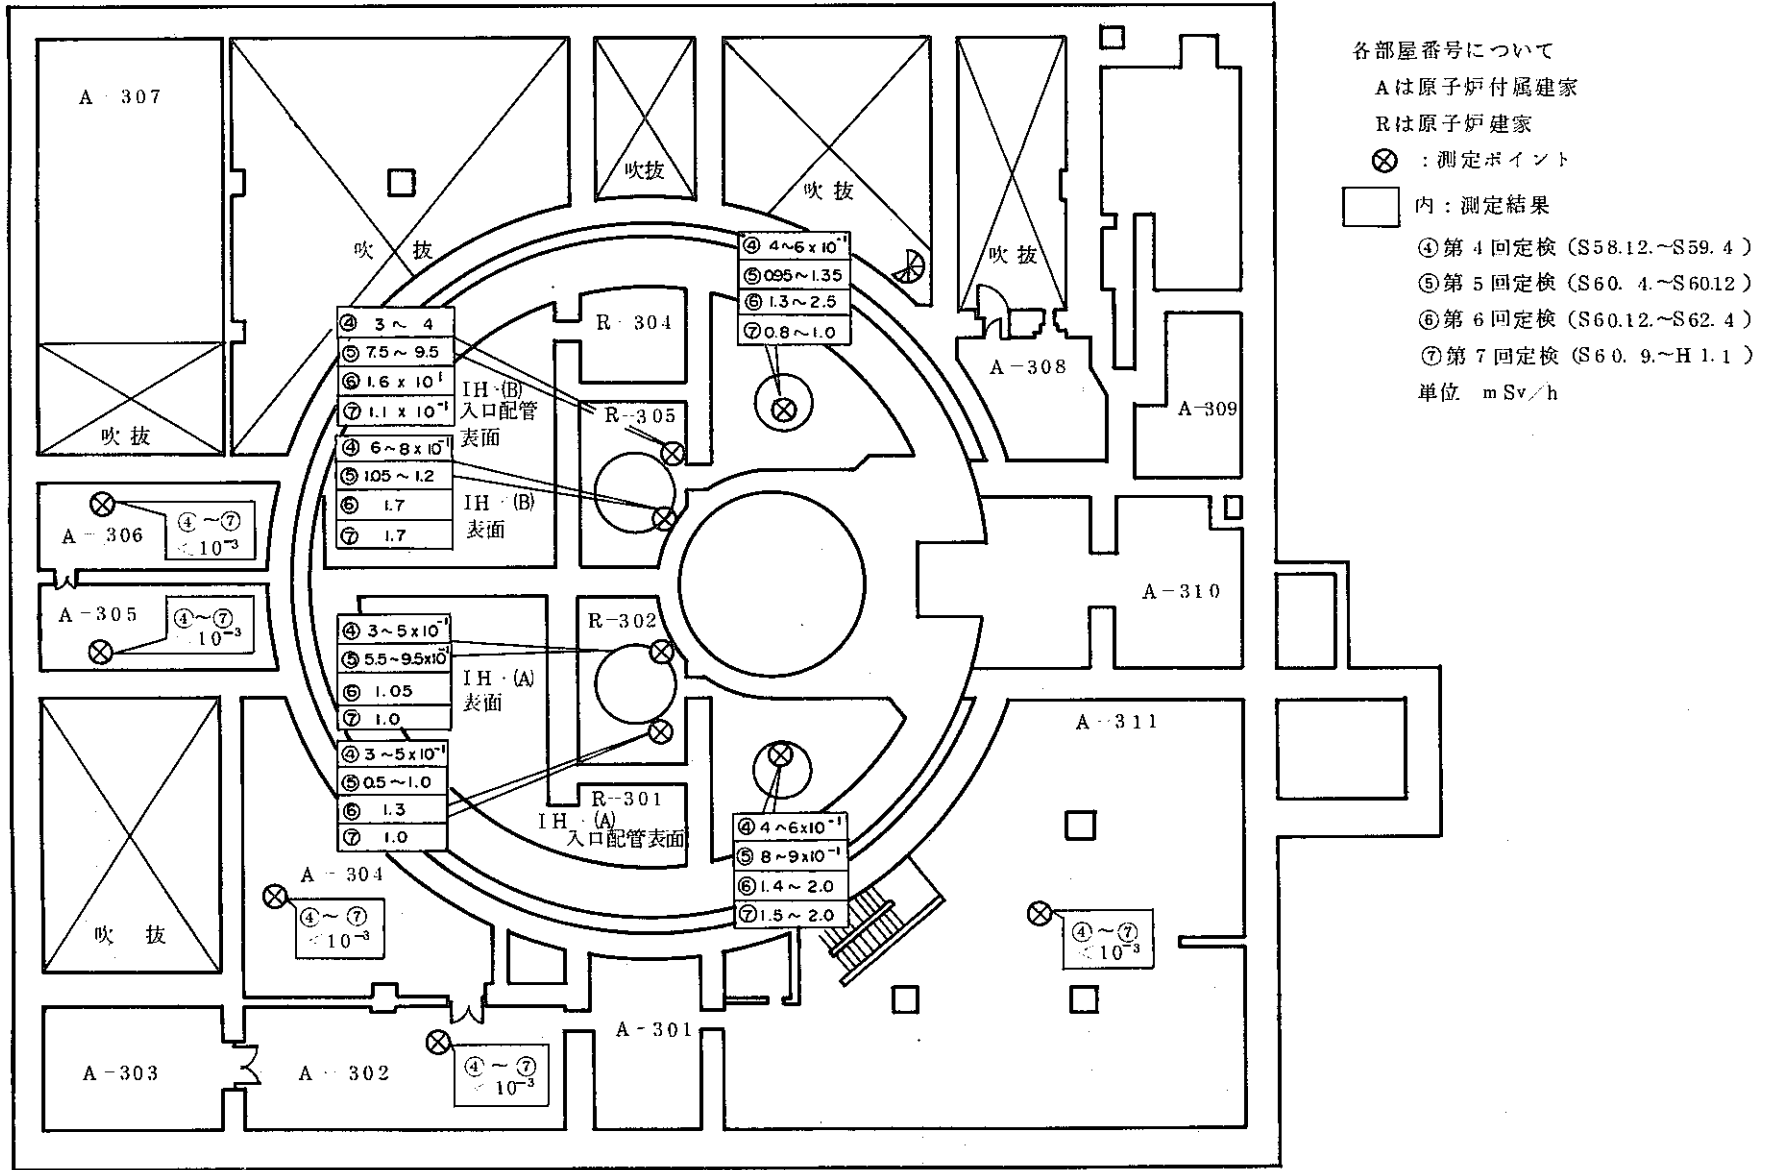 各部屋番号について
Aは原子炉付属建家
Rは原子炉建家
⊗ : 測定ポイント
内 : 測定結果
④第 4 回定検 (S58.12.~S59. 4 )
⑤第 5 回定検 (S60. 4.~S60.12 )
⑥第 6 回定検 (S60.12.~S62. 4 )
⑦第 7 回定検 (S60. 9.~H 1. 1 )
単位 mSv/h
A-307
吹抜
吹抜
吹抜
吹抜
吹抜
④ 4~6x10⁻¹
⑤ 0.95~1.35
⑥ 1.3~2.5
⑦ 0.8~1.0
R-304
A-308
A-309
④ 3 ~ 4
⑤ 7.5 ~ 9.5
⑥ 1.6 x 10¹
⑦ 1.1 x 10⁻¹
IH・(B)
入口配管
表面
R-305
④ 6~8x10⁻¹
⑤ 1.05 ~ 1.2
⑥ 1.7
⑦ 1.7
IH・(B)
表面
A-306
④~⑦
<10⁻³
A-305
④~⑦
<10⁻³
A-310
R-302
④ 3~5x10⁻¹
⑤ 5.5~9.5x10⁻¹
⑥ 1.05
⑦ 1.0
IH・(A)
表面
A-311
④ 3~5x10⁻¹
⑤ 0.5~1.0
⑥ 1.3
⑦ 1.0
R-301
IH・(A)
入口配管表面
④ 4~6x10⁻¹
⑤ 8~9x10⁻¹
⑥ 1.4~2.0
⑦ 1.5~2.0
A-304
④~⑦
<10⁻³
吹抜
④~⑦
<10⁻³
A-301
A-303
A-302
④~⑦
<10⁻³